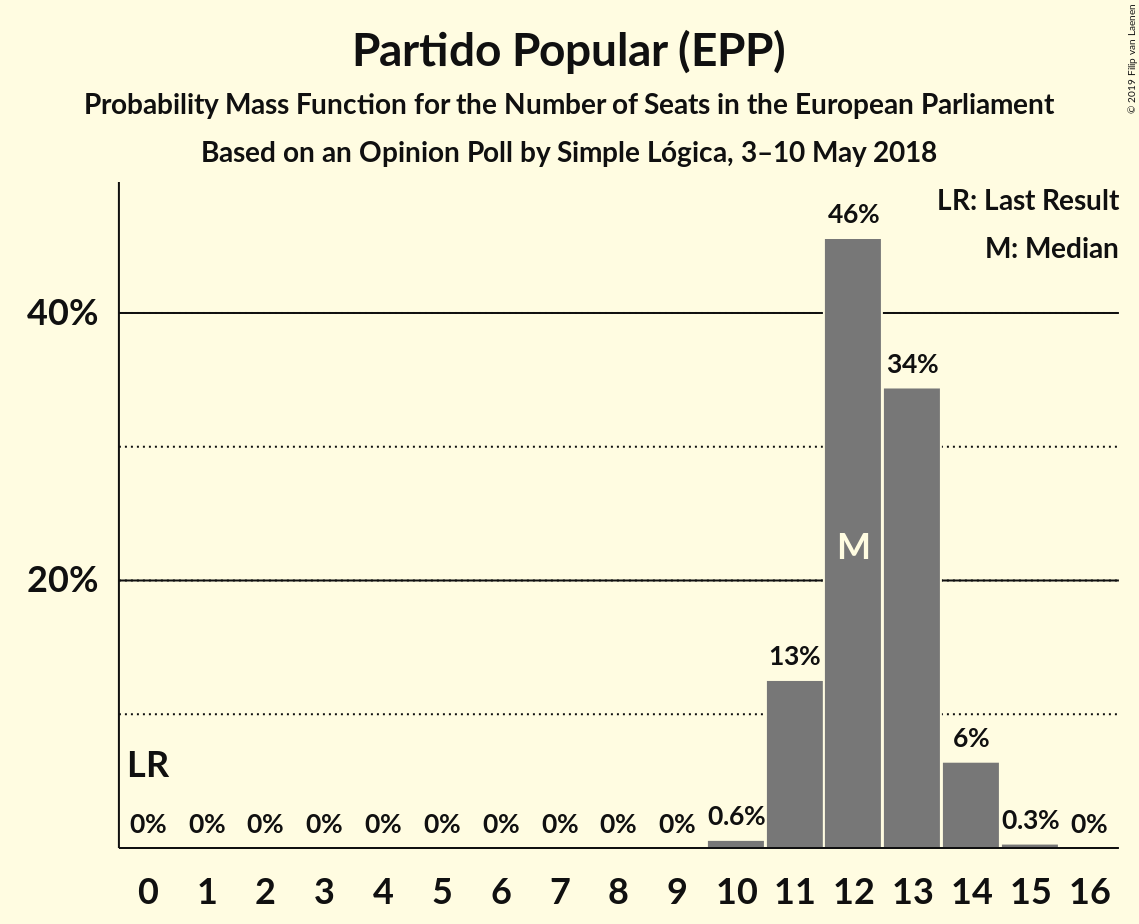 Partido Popular (EPP)
Probability Mass Function for the Number of Seats in the European Parliament
Based on an Opinion Poll by Simple Lógica, 3–10 May 2018
© 2019 Filip van Laenen
LR: Last Result
M: Median
46%
40%
34%
M
20%
13%
6%
LR
0% 0% 0% 0% 0% 0% 0% 0% 0% 0% 0.6% 0.3% 0%
0 1 2 3 4 5 6 7 8 9 10 11 12 13 14 15 16